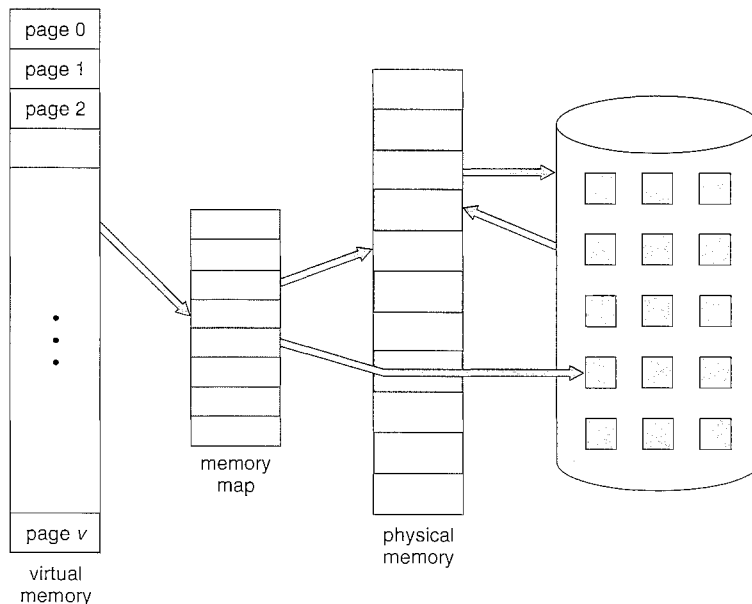 page 0
page 1
page 2
page v
virtual
memory
memory
map
physical
memory